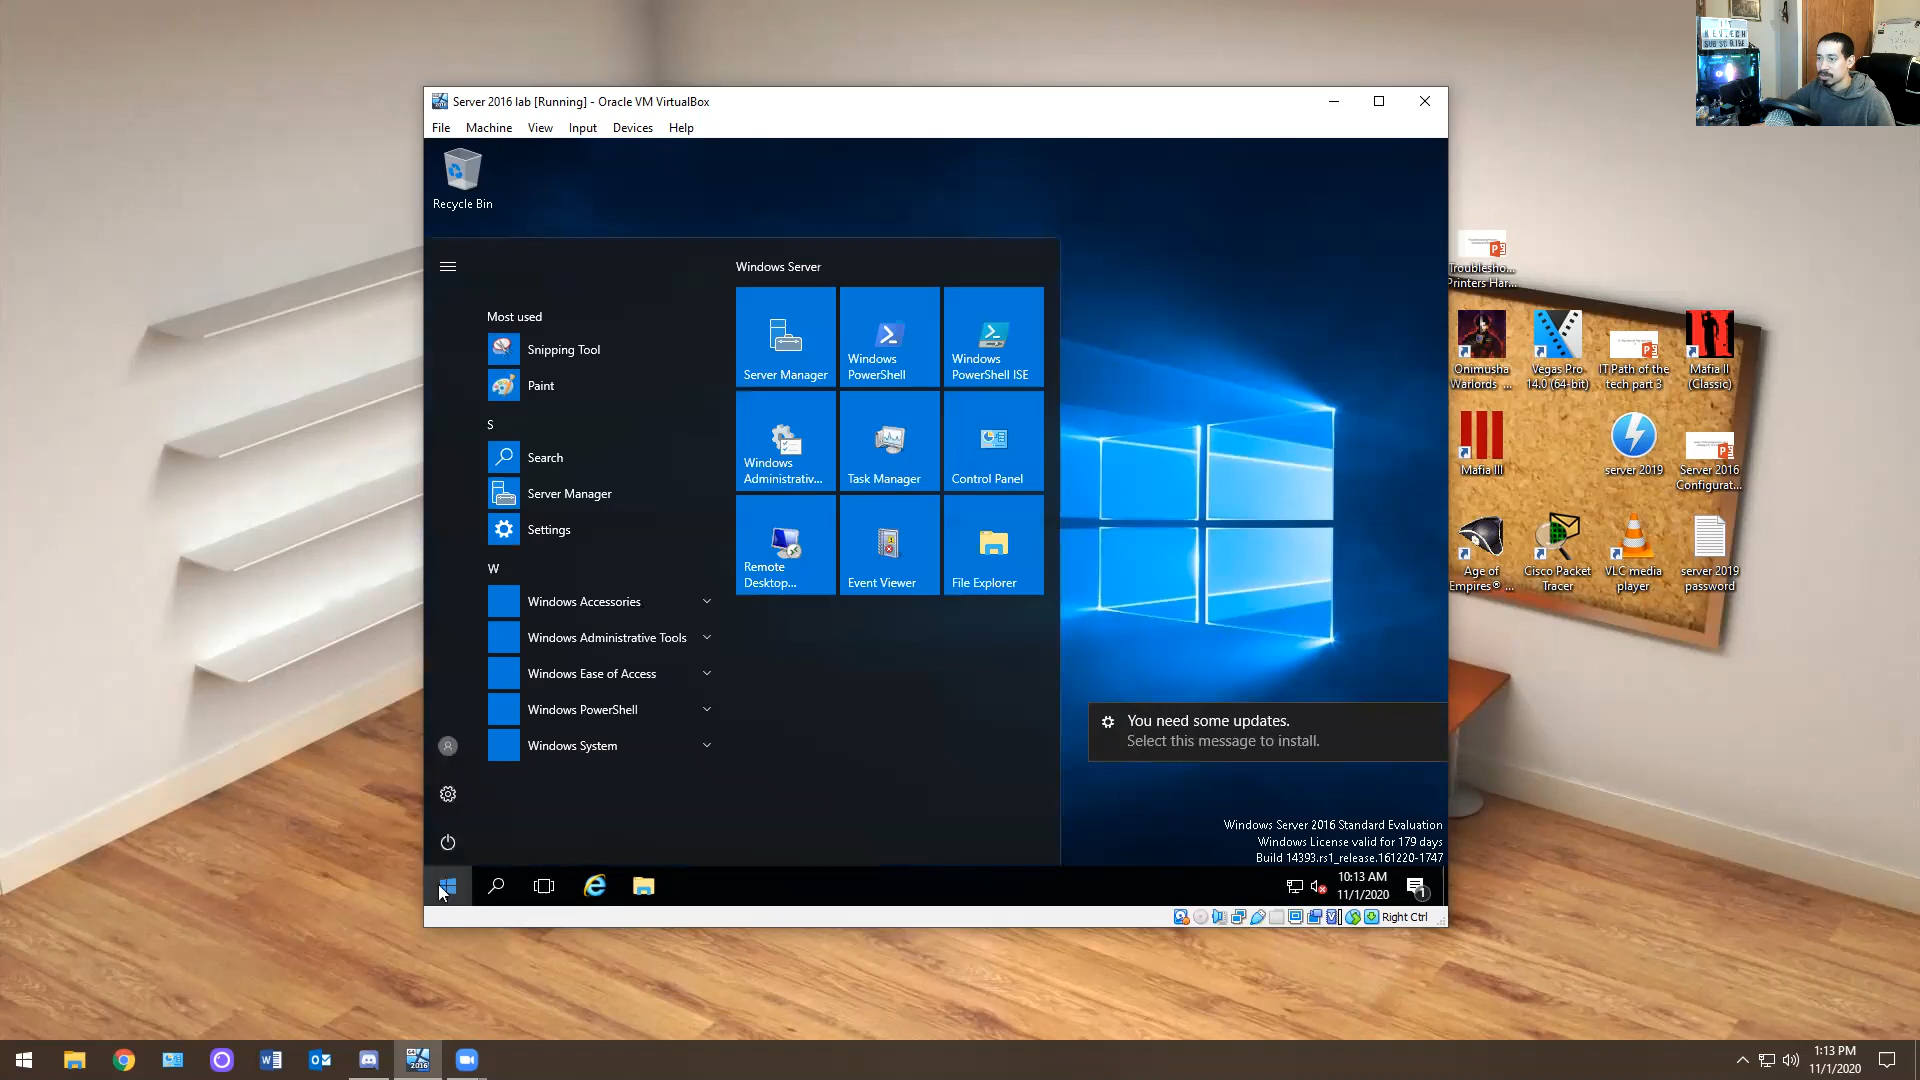 Server 2016 lab [Running] - Oracle VM VirtualBox
File Machine View Input Devices Help
Recycle Bin
Windows Server
Most used
Snipping Tool
Paint
S
Search
Server Manager
Settings
W
Windows Accessories
Windows Administrative Tools
Windows Ease of Access
Windows PowerShell
Windows System
Server Manager
Windows PowerShell
Windows PowerShell ISE
Windows Administrativ...
Task Manager
Control Panel
Remote Desktop...
Event Viewer
File Explorer
You need some updates.
Select this message to install.
Windows Server 2016 Standard Evaluation
Windows License valid for 179 days
Build 14393.rs1_release.161220-1747
10:13 AM
11/1/2020
1
Right Ctrl
KEVTECH
SUBSCRIBE
Troublesho...
Printers Har...
Onimusha
Warlords ...
Vegas Pro
14.0 (64-bit)
IT Path of the
tech part 3
Mafia II
(Classic)
Mafia III
server 2019
Server 2016
Configurat...
Age of
Empires® ...
Cisco Packet
Tracer
VLC media
player
server 2019
password
2016
1:13 PM
11/1/2020